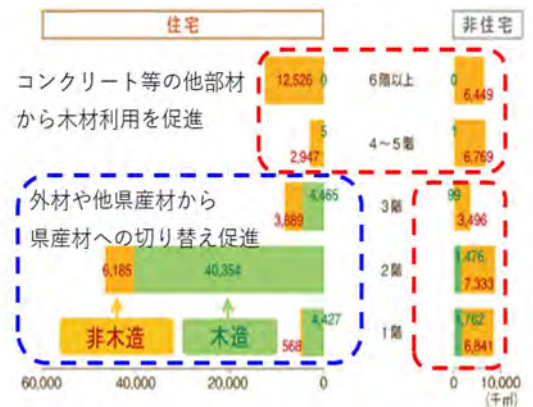 住宅
非住宅
コンクリート等の他部材
から木材利用を促進
12,526
0
6階以上
0
6,449
5
2,947
4～5階
1
6,769
外材や他県産材から
県産材への切り替え促進
4,465
3,889
3階
99
3,496
6,185
40,354
2階
1,476
7,333
非木造
木造
4,427
568
1階
1,762
6,841
60,000
40,000
20,000
0
0
10,000
(千㎡)